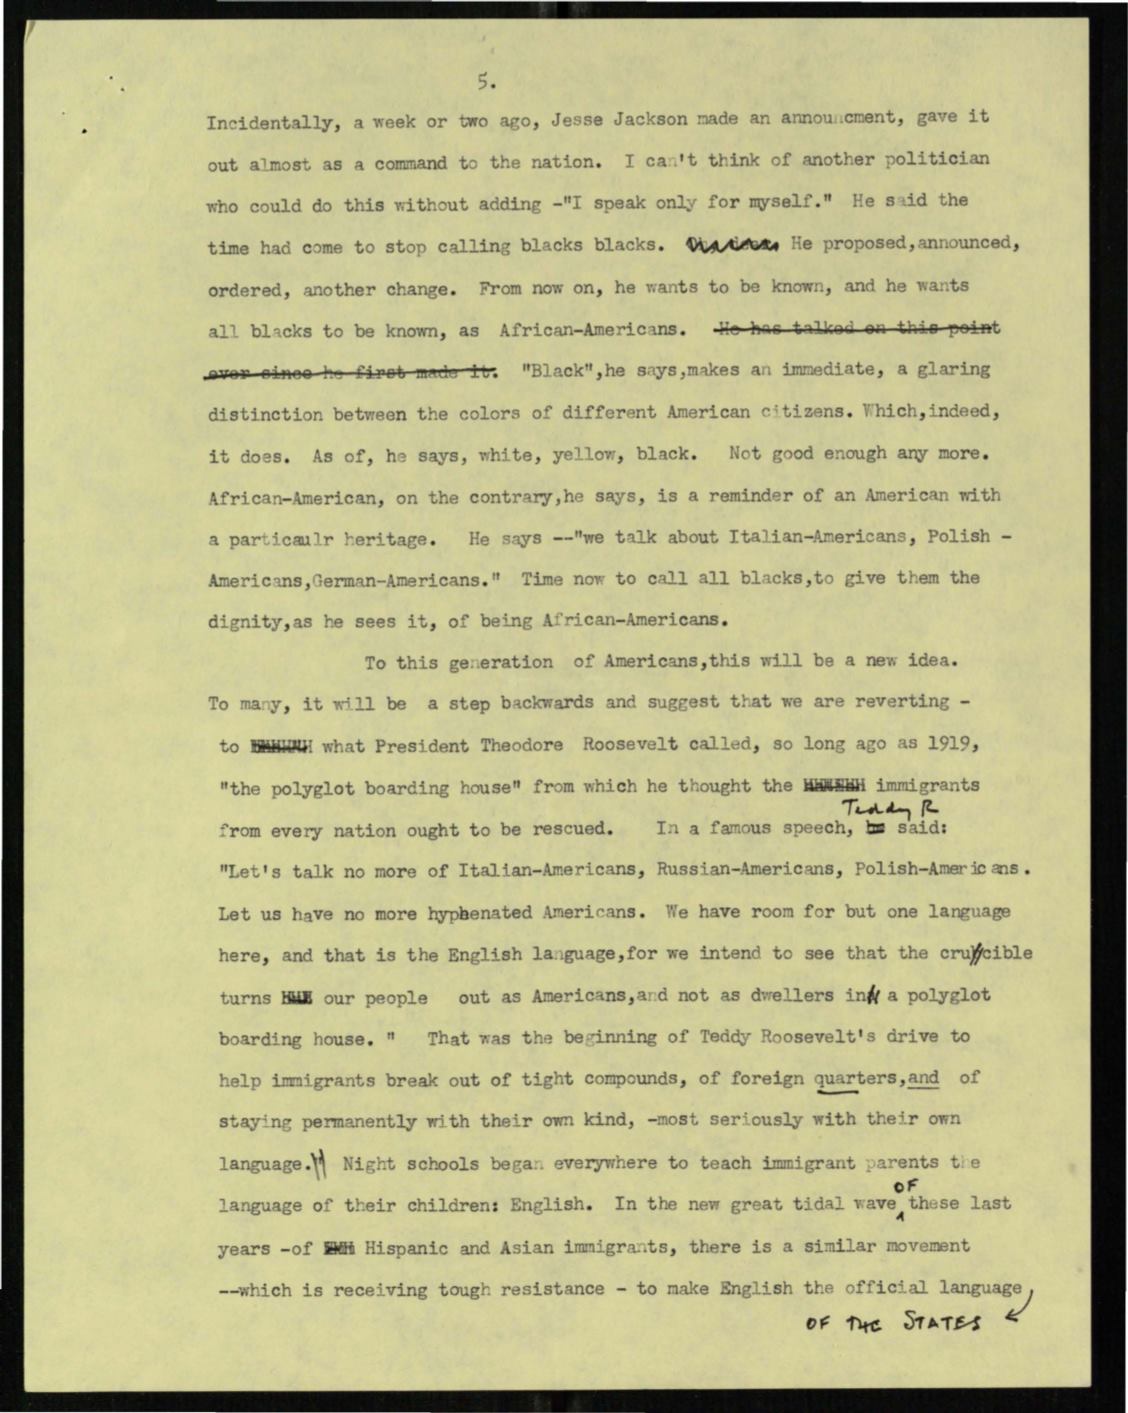 5.
Incidentally, a week or two ago, Jesse Jackson made an announcment, gave it
out almost as a command to the nation. I can't think of another politician
who could do this without adding -"I speak only for myself." He said the
time had come to stop calling blacks blacks. He proposed,announced,
ordered, another change. From now on, he wants to be known, and he wants
all blacks to be known, as African-Americans. He has talked on this point
ever since he first made it. "Black",he says,makes an immediate, a glaring
distinction between the colors of different American citizens. Which,indeed,
it does. As of, he says, white, yellow, black. Not good enough any more.
African-American, on the contrary,he says, is a reminder of an American with
a particaulr heritage. He says --"we talk about Italian-Americans, Polish -
Americans,German-Americans." Time now to call all blacks,to give them the
dignity,as he sees it, of being African-Americans.
To this generation of Americans,this will be a new idea.
To many, it will be a step backwards and suggest that we are reverting -
to what President Theodore Roosevelt called, so long ago as 1919,
"the polyglot boarding house" from which he thought the immigrants
Teddy R
from every nation ought to be rescued. In a famous speech, he said:
"Let's talk no more of Italian-Americans, Russian-Americans, Polish-Americans.
Let us have no more hyphenated Americans. We have room for but one language
here, and that is the English language,for we intend to see that the crucible
turns our people out as Americans,and not as dwellers in a polyglot
boarding house. " That was the beginning of Teddy Roosevelt's drive to
help immigrants break out of tight compounds, of foreign quarters,and of
staying permanently with their own kind, -most seriously with their own
language." Night schools began everywhere to teach immigrant parents the
OF
language of their children: English. In the new great tidal wave these last
years -of Hispanic and Asian immigrants, there is a similar movement
--which is receiving tough resistance - to make English the official language
OF THE STATES